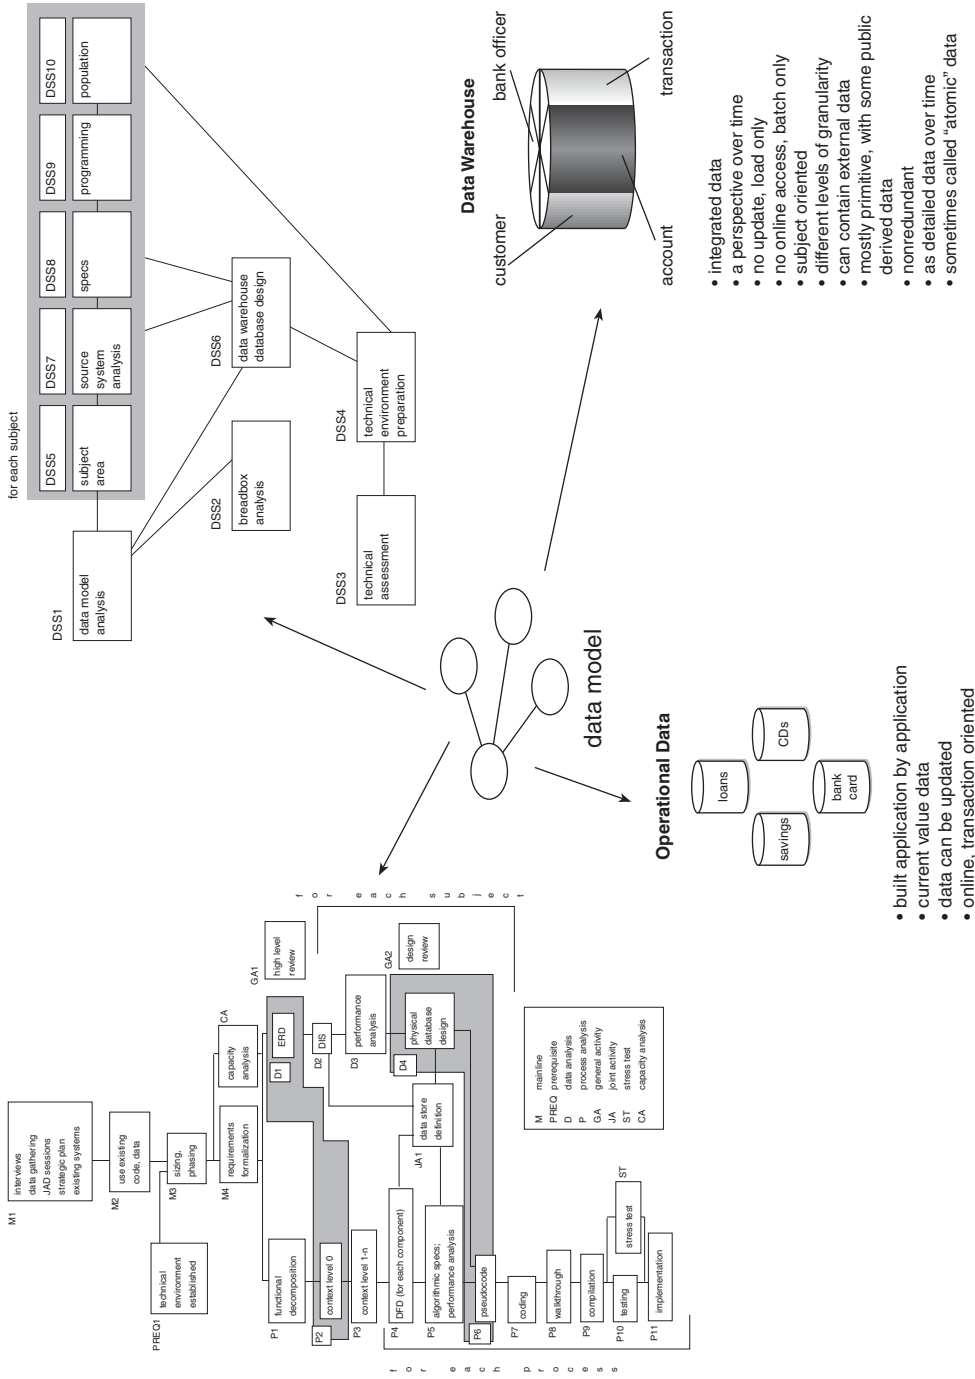 M1
interviews
data gathering
JAD sessions
strategic plan
existing systems
M2
use existing
code, data
PREQ1
technical
environment
established
M3
sizing,
phasing
M4
requirements
formalization
CA
capacity
analysis
P1
functional
decomposition
D1
ERD
GA1
high level
review
P2
context level 0
D2
DIS
P3
context level 1-n
D3
performance
analysis
P4
DFD (for each component)
JA1
data store
definition
D4
physical
database
design
GA2
design
review
P5
algorithmic specs;
performance analysis
P6
pseudocode
P7
coding
P8
walkthrough
P9
compilation
P10
testing
ST
stress test
P11
implementation
for each process
for each subject
M mainline
PREQ prerequisite
D data analysis
P process analysis
GA general activity
JA joint activity
ST stress test
CA capacity analysis
for each subject
DSS1
data model
analysis
DSS5
subject
area
DSS7
source
system
analysis
DSS8
specs
DSS9
programming
DSS10
population
DSS2
breadbox
analysis
DSS6
data warehouse
database design
DSS3
technical
assessment
DSS4
technical
environment
preparation
data model
Operational Data
loans
savings
CDs
bank
card
• built application by application
• current value data
• data can be updated
• online, transaction oriented
Data Warehouse
customer
bank officer
account
transaction
• integrated data
• a perspective over time
• no update, load only
• no online access, batch only
• subject oriented
• different levels of granularity
• can contain external data
• mostly primitive, with some public
derived data
• nonredundant
• as detailed data over time
• sometimes called “atomic” data